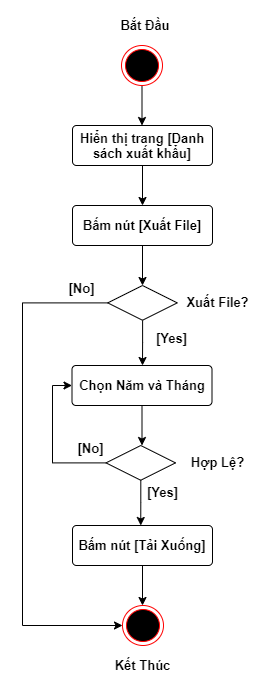 Bắt Đầu
Hiển thị trang [Danh
sách xuất khẩu]
Bấm nút [Xuất File]
[No]
Xuất File?
[Yes]
Chọn Năm và Tháng
[No]
Hợp Lệ?
[Yes]
Bấm nút [Tải Xuống]
Kết Thúc